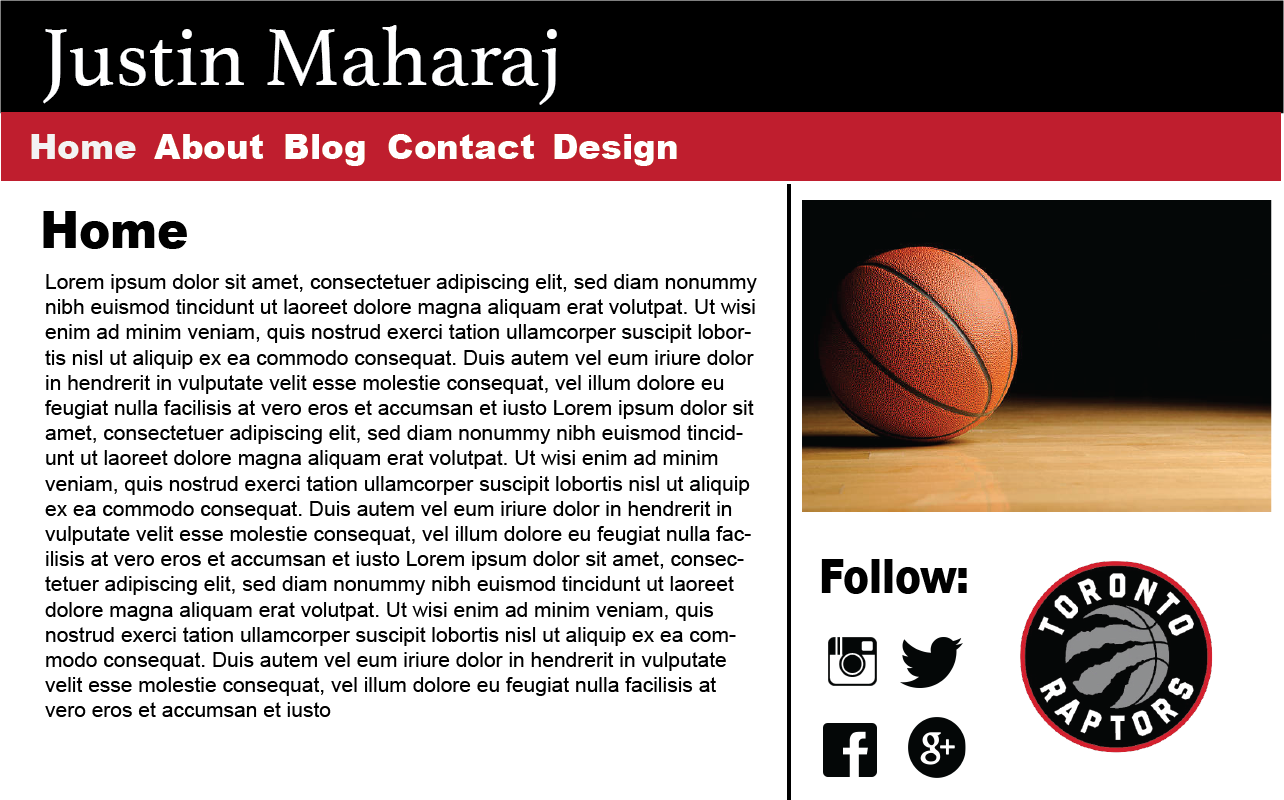 Justin Maharaj
Home About Blog Contact Design
Home
Lorem ipsum dolor sit amet, consectetuer adipiscing elit, sed diam nonummy
nibh euismod tincidunt ut laoreet dolore magna aliquam erat volutpat. Ut wisi
enim ad minim veniam, quis nostrud exerci tation ullamcorper suscipit lobor-
tis nisl ut aliquip ex ea commodo consequat. Duis autem vel eum iriure dolor
in hendrerit in vulputate velit esse molestie consequat, vel illum dolore eu
feugiat nulla facilisis at vero eros et accumsan et iusto Lorem ipsum dolor sit
amet, consectetuer adipiscing elit, sed diam nonummy nibh euismod tincid-
unt ut laoreet dolore magna aliquam erat volutpat. Ut wisi enim ad minim
veniam, quis nostrud exerci tation ullamcorper suscipit lobortis nisl ut aliquip
ex ea commodo consequat. Duis autem vel eum iriure dolor in hendrerit in
vulputate velit esse molestie consequat, vel illum dolore eu feugiat nulla fac-
ilisis at vero eros et accumsan et iusto Lorem ipsum dolor sit amet, consec-
tetuer adipiscing elit, sed diam nonummy nibh euismod tincidunt ut laoreet
dolore magna aliquam erat volutpat. Ut wisi enim ad minim veniam, quis
nostrud exerci tation ullamcorper suscipit lobortis nisl ut aliquip ex ea com-
modo consequat. Duis autem vel eum iriure dolor in hendrerit in vulputate
velit esse molestie consequat, vel illum dolore eu feugiat nulla facilisis at
vero eros et accumsan et iusto
Follow:
f
g+
TORONTO
RAPTORS